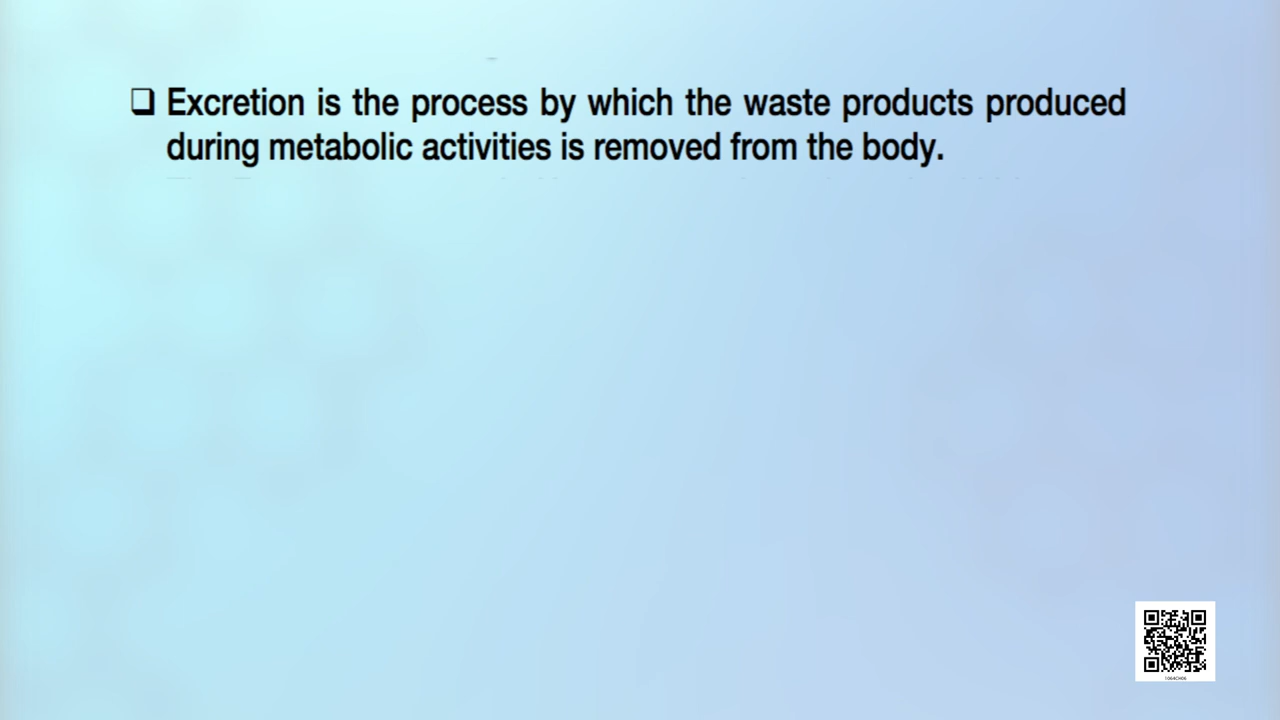 ❑ Excretion is the process by which the waste products produced
during metabolic activities is removed from the body.